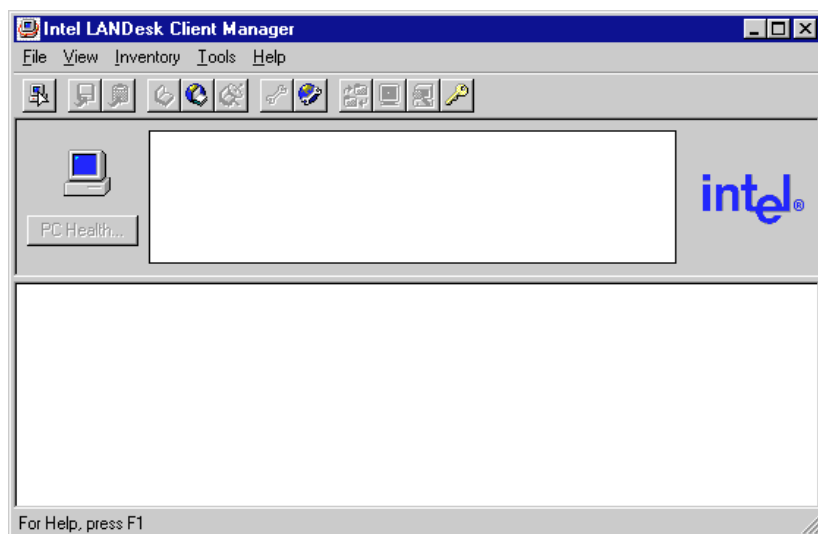 Intel LANDesk Client Manager
File View Inventory Tools Help
PC Health...
intel®
For Help, press F1